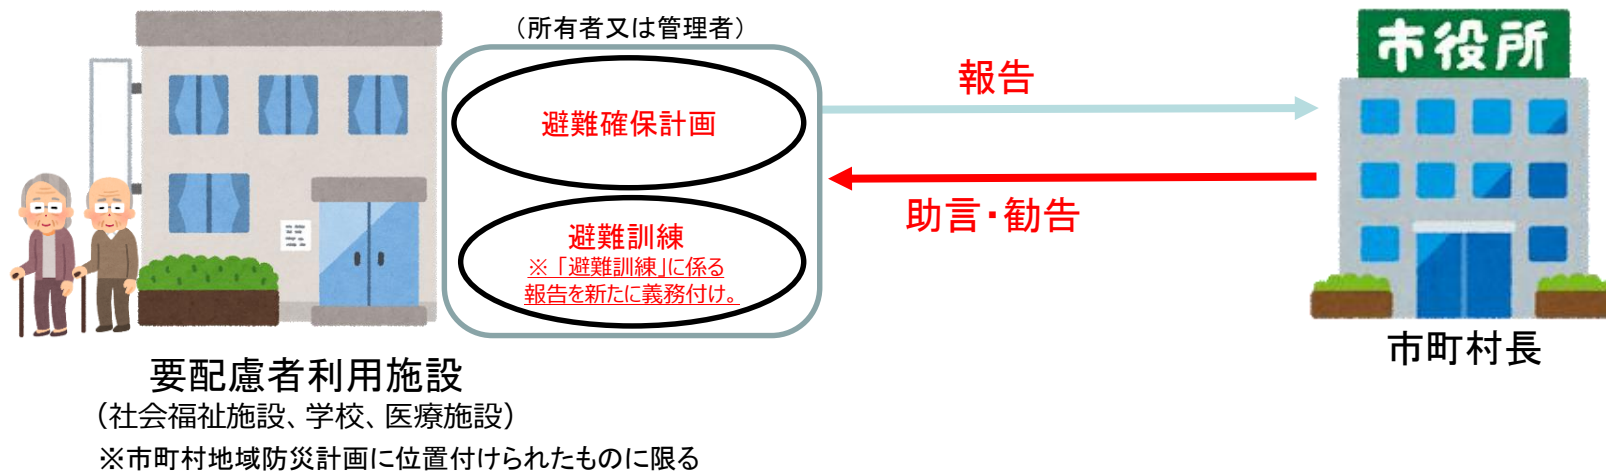 （所有者又は管理者）
避難確保計画
避難訓練
※「避難訓練」に係る
報告を新たに義務付け。
報告
助言・勧告
市役所
市町村長
要配慮者利用施設
（社会福祉施設、学校、医療施設）
※市町村地域防災計画に位置付けられたものに限る